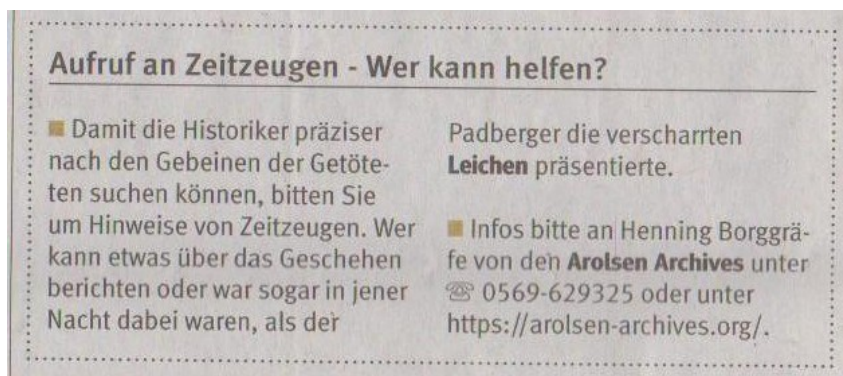 Aufruf an Zeitzeugen - Wer kann helfen?
■ Damit die Historiker präziser
nach den Gebeinen der Getöte-
ten suchen können, bitten Sie
um Hinweise von Zeitzeugen. Wer
kann etwas über das Geschehen
berichten oder war sogar in jener
Nacht dabei waren, als der
Padberger die verscharrten
Leichen präsentierte.
■ Infos bitte an Henning Borggrä-
fe von den Arolsen Archives unter
☏ 0569-629325 oder unter
https://arolsen-archives.org/.